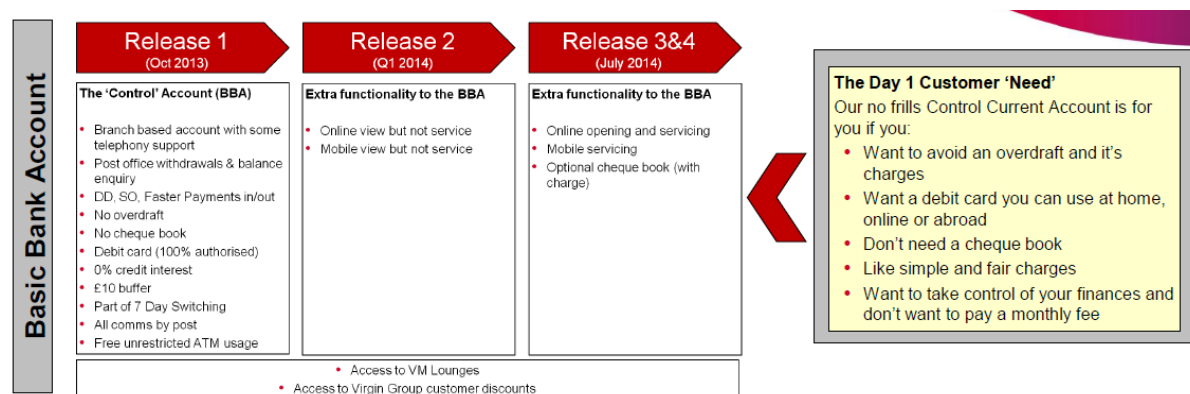 Basic Bank Account
Release 1
(Oct 2013)
The 'Control' Account (BBA)
• Branch based account with some
telephony support
• Post office withdrawals & balance
enquiry
• DD, SO, Faster Payments in/out
• No overdraft
• No cheque book
• Debit card (100% authorised)
• 0% credit interest
• £10 buffer
• Part of 7 Day Switching
• All comms by post
• Free unrestricted ATM usage
Release 2
(Q1 2014)
Extra functionality to the BBA
• Online view but not service
• Mobile view but not service
Release 3&4
(July 2014)
Extra functionality to the BBA
• Online opening and servicing
• Mobile servicing
• Optional cheque book (with
charge)
• Access to VM Lounges
• Access to Virgin Group customer discounts
The Day 1 Customer 'Need'
Our no frills Control Current Account is for
you if you:
• Want to avoid an overdraft and it's
charges
• Want a debit card you can use at home,
online or abroad
• Don't need a cheque book
• Like simple and fair charges
• Want to take control of your finances and
don't want to pay a monthly fee